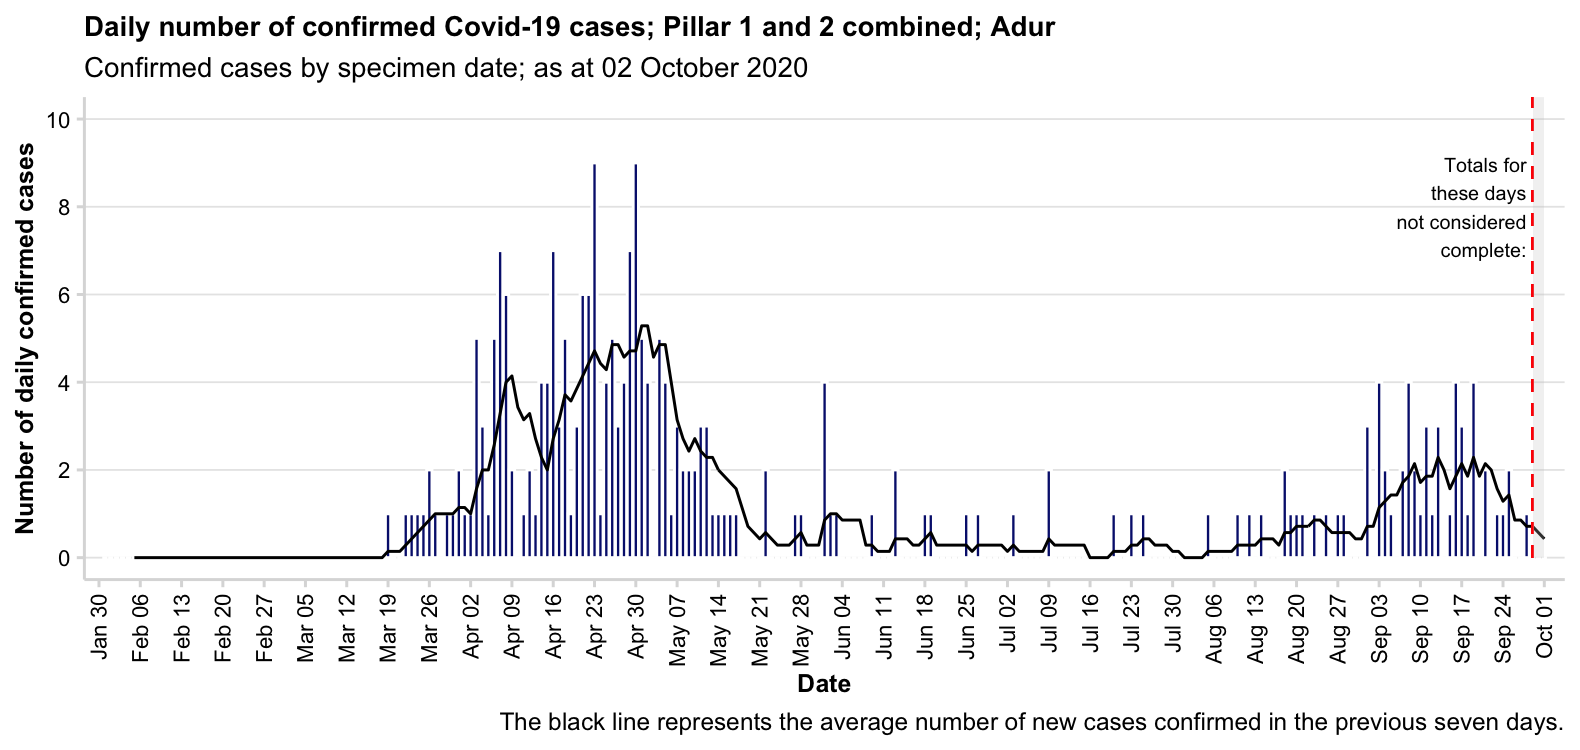 Daily number of confirmed Covid-19 cases; Pillar 1 and 2 combined; Adur
Confirmed cases by specimen date; as at 02 October 2020
Number of daily confirmed cases
10
8
6
4
2
0
Totals for
these days
not considered
complete:
Jan 30
Feb 06
Feb 13
Feb 20
Feb 27
Mar 05
Mar 12
Mar 19
Mar 26
Apr 02
Apr 09
Apr 16
Apr 23
Apr 30
May 07
May 14
May 21
May 28
Jun 04
Jun 11
Jun 18
Jun 25
Jul 02
Jul 09
Jul 16
Jul 23
Jul 30
Aug 06
Aug 13
Aug 20
Aug 27
Sep 03
Sep 10
Sep 17
Sep 24
Oct 01
Date
The black line represents the average number of new cases confirmed in the previous seven days.